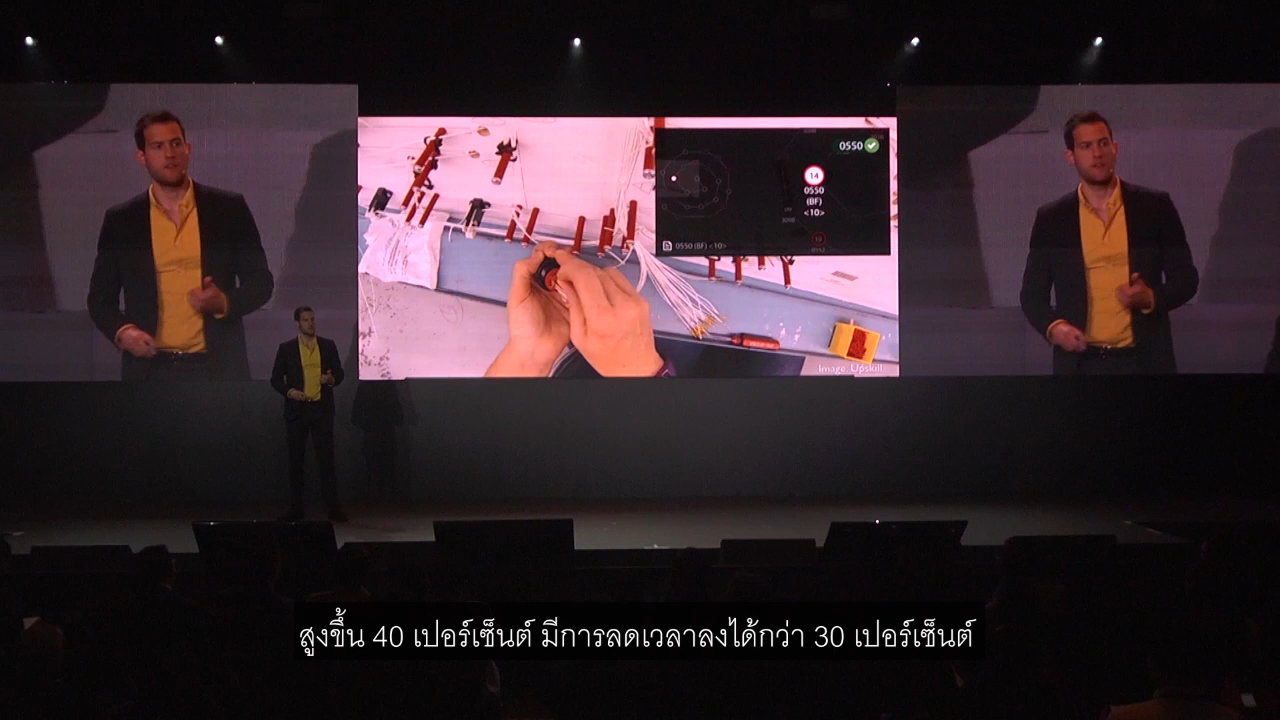 0550
14
0550
(BF)
<10>
0550 (BF) <10>
Image: Upskill
สูงขึ้น 40 เปอร์เซ็นต์ มีการลดเวลาลงได้กว่า 30 เปอร์เซ็นต์